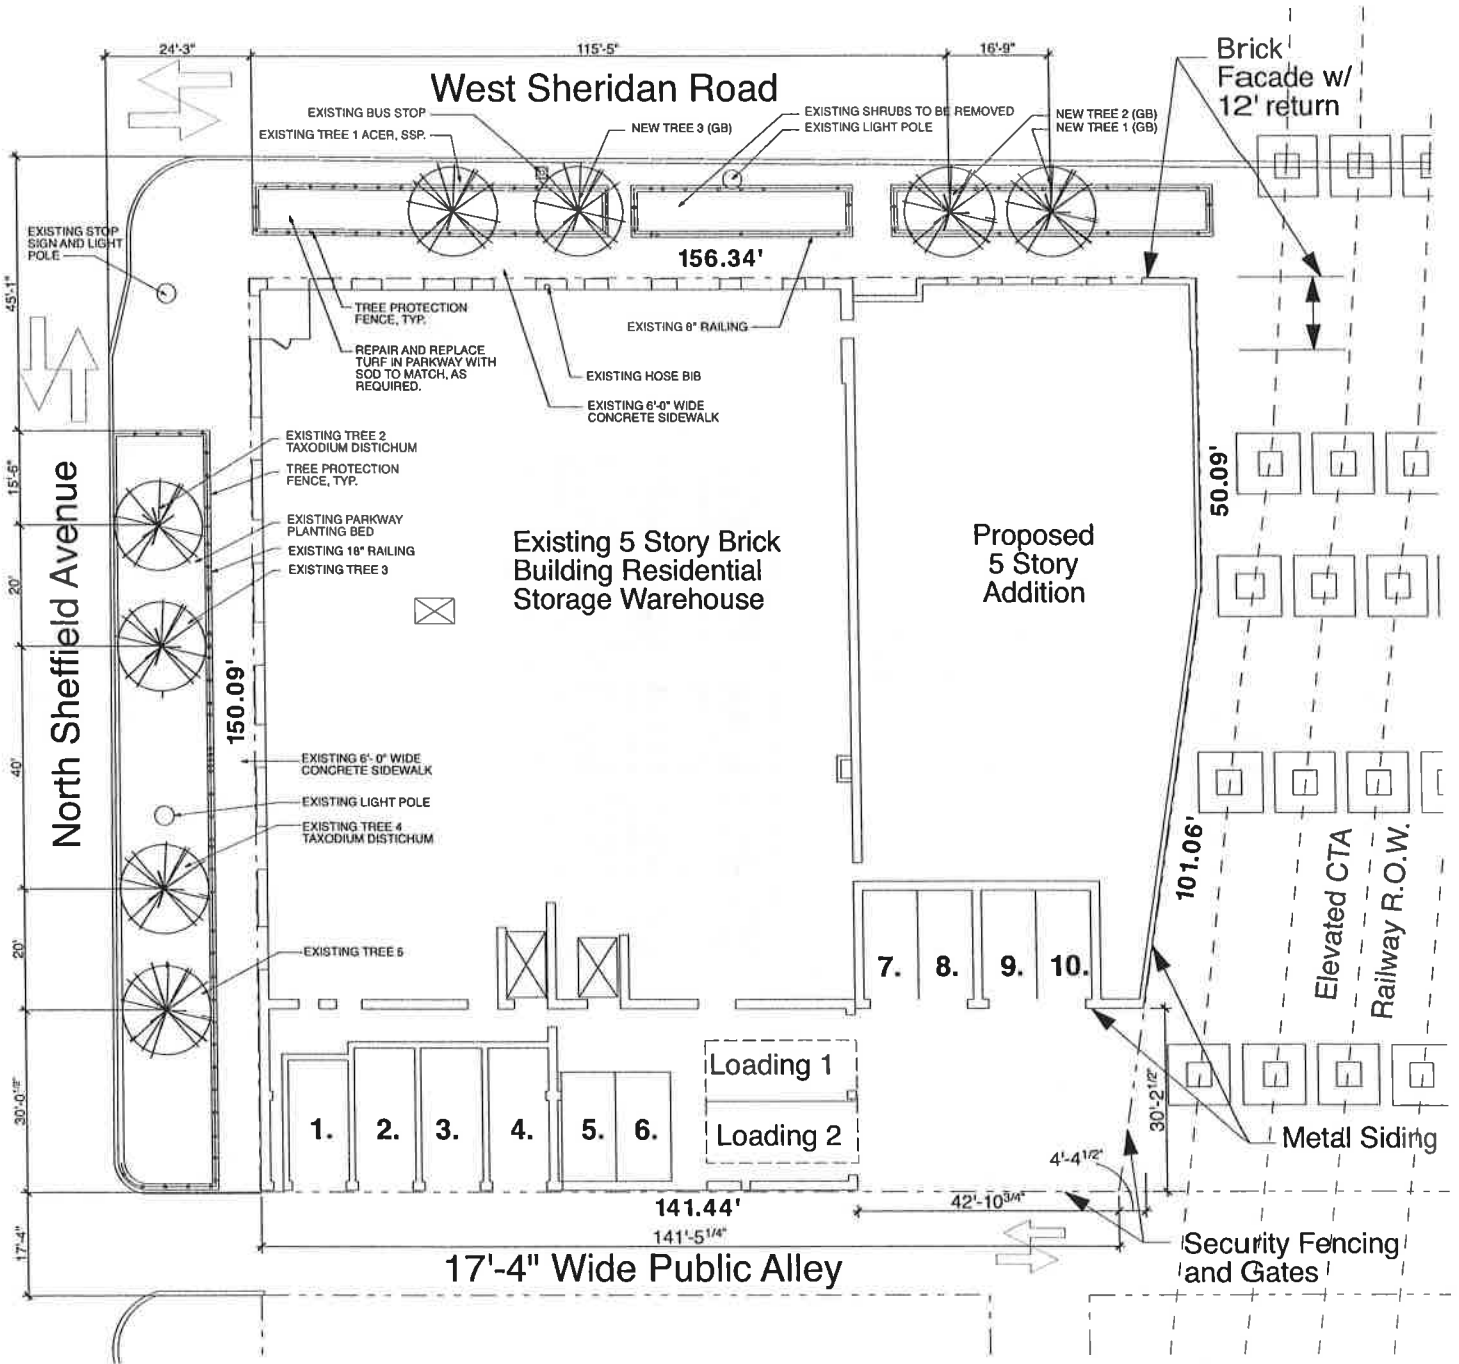 24'-3"
115'-5"
16'-9"
Brick
Facade w/
12' return
West Sheridan Road
EXISTING BUS STOP
EXISTING TREE 1 ACER, SSP.
NEW TREE 3 (GB)
EXISTING SHRUBS TO BE REMOVED
EXISTING LIGHT POLE
NEW TREE 2 (GB)
NEW TREE 1 (GB)
EXISTING STOP
SIGN AND LIGHT
POLE
45'-1"
156.34'
TREE PROTECTION
FENCE, TYP.
EXISTING 8" RAILING
REPAIR AND REPLACE
TURF IN PARKWAY WITH
SOD TO MATCH, AS
REQUIRED.
EXISTING HOSE BIB
EXISTING 6'-0" WIDE
CONCRETE SIDEWALK
EXISTING TREE 2
TAXODIUM DISTICHUM
TREE PROTECTION
FENCE, TYP.
15'-6"
50.09'
EXISTING PARKWAY
PLANTING BED
EXISTING 18" RAILING
EXISTING TREE 3
20'
North Sheffield Avenue
Existing 5 Story Brick
Building Residential
Storage Warehouse
Proposed
5 Story
Addition
150.09'
40'
EXISTING 6'- 0" WIDE
CONCRETE SIDEWALK
EXISTING LIGHT POLE
EXISTING TREE 4
TAXODIUM DISTICHUM
101.06'
Elevated CTA
Railway R.O.W.
20'
EXISTING TREE 5
7.
8.
9.
10.
30'-0 1/2"
Loading 1
Loading 2
1.
2.
3.
4.
5.
6.
30'-2 1/2"
Metal Siding
4'-4 1/2"
141.44'
42'-10 3/4"
141'-5 1/4"
17'-4"
17'-4" Wide Public Alley
Security Fencing
and Gates